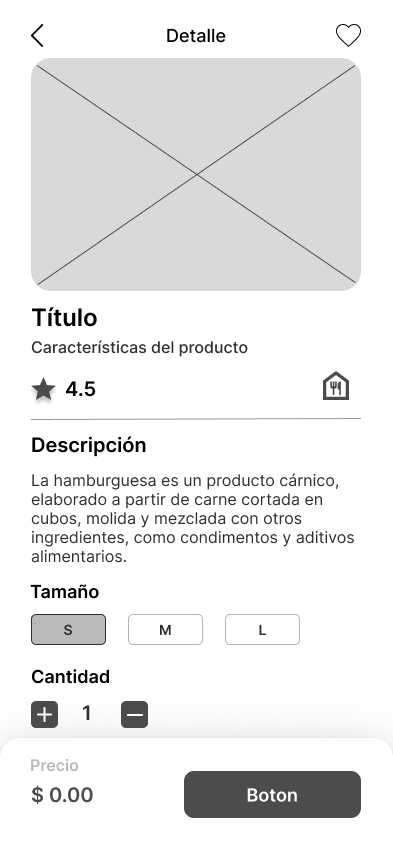 Detalle
Título
Características del producto
4.5
Descripción
La hamburguesa es un producto cárnico,
elaborado a partir de carne cortada en
cubos, molida y mezclada con otros
ingredientes, como condimentos y aditivos
alimentarios.
Tamaño
S M L
Cantidad
1
Precio
$ 0.00
Boton